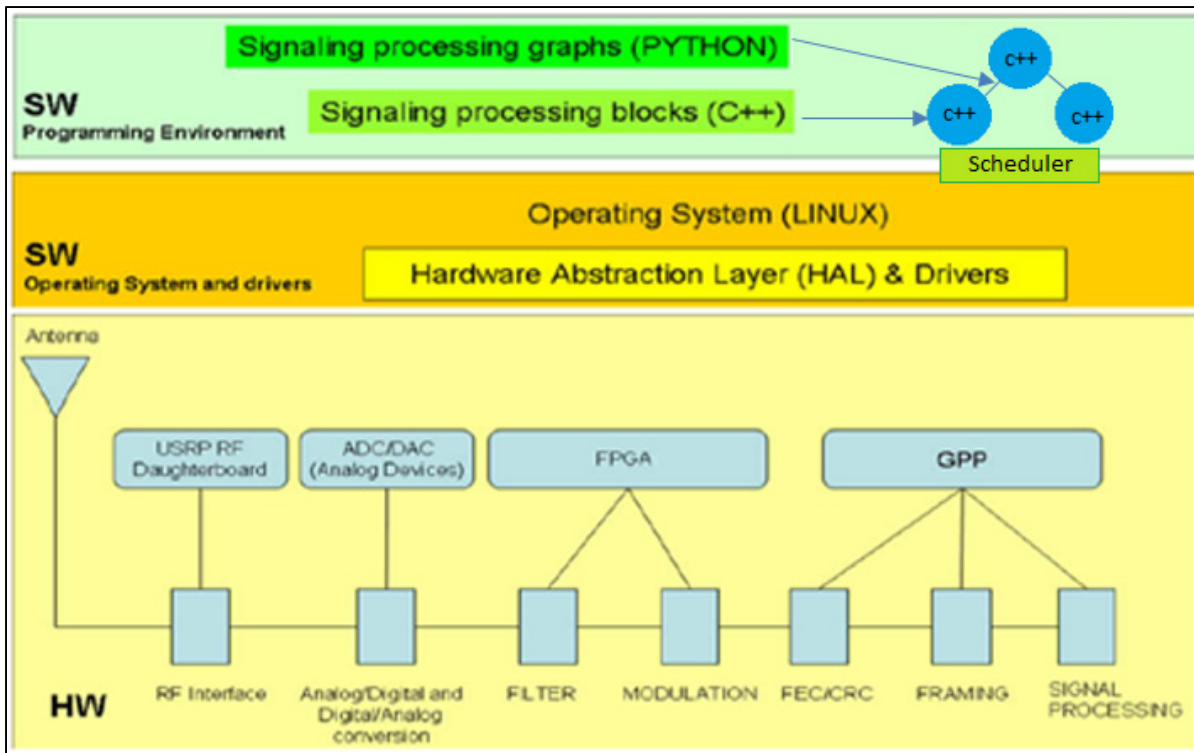 Signaling processing graphs (PYTHON)
c++
SW
Programming Environment
Signaling processing blocks (C++)
c++
c++
Scheduler
Operating System (LINUX)
SW
Operating System and drivers
Hardware Abstraction Layer (HAL) & Drivers
Antenna
USRP RF
Daughterboard
ADC/DAC
(Analog Devices)
FPGA
GPP
HW
RF Interface
Analog/Digital and
Digital/Analog
conversion
FILTER
MODULATION
FEC/CRC
FRAMING
SIGNAL
PROCESSING